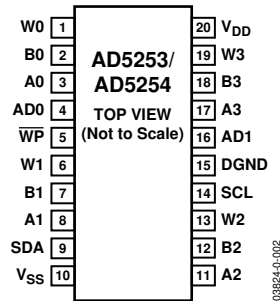 W0 1
B0 2
A0 3
AD0 4
WP 5
W1 6
B1 7
A1 8
SDA 9
VSS 10
AD5253/
AD5254
TOP VIEW
(Not to Scale)
20 VDD
19 W3
18 B3
17 A3
16 AD1
15 DGND
14 SCL
13 W2
12 B2
11 A2
03824-0-002